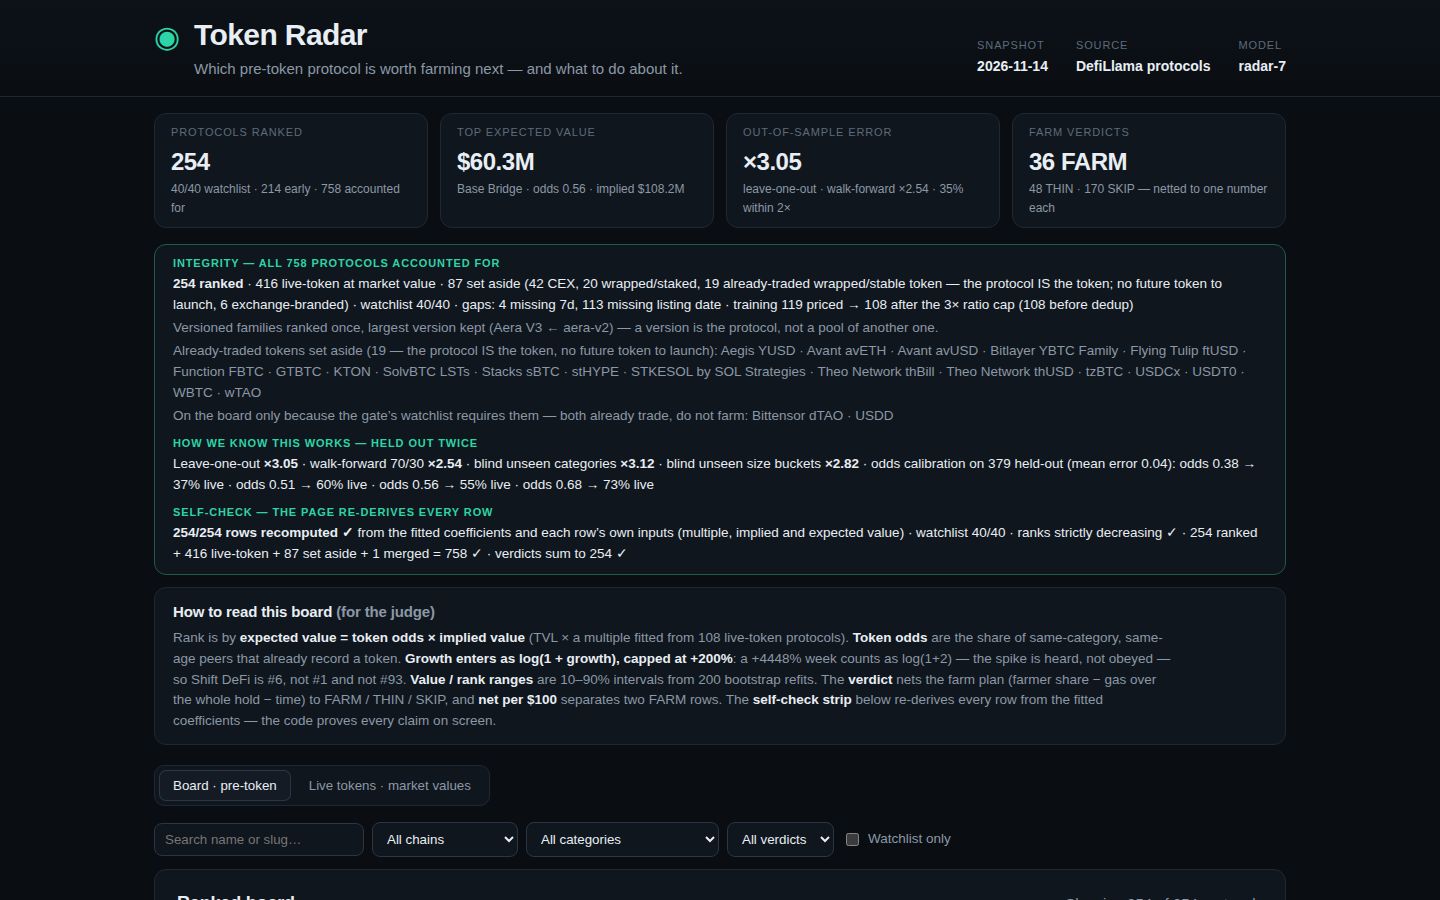 Token Radar
Which pre-token protocol is worth farming next — and what to do about it.
SNAPSHOT
2026-11-14
SOURCE
DefiLlama protocols
MODEL
radar-7
PROTOCOLS RANKED
254
40/40 watchlist · 214 early · 758 accounted
for
TOP EXPECTED VALUE
$60.3M
Base Bridge · odds 0.56 · implied $108.2M
OUT-OF-SAMPLE ERROR
×3.05
leave-one-out · walk-forward ×2.54 · 35%
within 2×
FARM VERDICTS
36 FARM
48 THIN · 170 SKIP — netted to one number
each
INTEGRITY — ALL 758 PROTOCOLS ACCOUNTED FOR
254 ranked · 416 live-token at market value · 87 set aside (42 CEX, 20 wrapped/staked, 19 already-traded wrapped/stable token — the protocol IS the token; no future token to
launch, 6 exchange-branded) · watchlist 40/40 · gaps: 4 missing 7d, 113 missing listing date · training 119 priced → 108 after the 3× ratio cap (108 before dedup)
Versioned families ranked once, largest version kept (Aera V3 ← aera-v2) — a version is the protocol, not a pool of another one.
Already-traded tokens set aside (19 — the protocol IS the token, no future token to launch): Aegis YUSD · Avant avETH · Avant avUSD · Bitlayer YBTC Family · Flying Tulip ftUSD ·
Function FBTC · GTBTC · KTON · SolvBTC LSTs · Stacks sBTC · stHYPE · STKESOL by SOL Strategies · Theo Network thBill · Theo Network thUSD · tzBTC · USDCx · USDT0 ·
WBTC · wTAO
On the board only because the gate’s watchlist requires them — both already trade, do not farm: Bittensor dTAO · USDD
HOW WE KNOW THIS WORKS — HELD OUT TWICE
Leave-one-out ×3.05 · walk-forward 70/30 ×2.54 · blind unseen categories ×3.12 · blind unseen size buckets ×2.82 · odds calibration on 379 held-out (mean error 0.04): odds 0.38 →
37% live · odds 0.51 → 60% live · odds 0.56 → 55% live · odds 0.68 → 73% live
SELF-CHECK — THE PAGE RE-DERIVES EVERY ROW
254/254 rows recomputed ✓ from the fitted coefficients and each row’s own inputs (multiple, implied and expected value) · watchlist 40/40 · ranks strictly decreasing ✓ · 254 ranked
+ 416 live-token + 87 set aside + 1 merged = 758 ✓ · verdicts sum to 254 ✓
How to read this board (for the judge)
Rank is by expected value = token odds × implied value (TVL × a multiple fitted from 108 live-token protocols). Token odds are the share of same-category, same-
age peers that already record a token. Growth enters as log(1 + growth), capped at +200%: a +4448% week counts as log(1+2) — the spike is heard, not obeyed —
so Shift DeFi is #6, not #1 and not #93. Value / rank ranges are 10–90% intervals from 200 bootstrap refits. The verdict nets the farm plan (farmer share − gas over
the whole hold − time) to FARM / THIN / SKIP, and net per $100 separates two FARM rows. The self-check strip below re-derives every row from the fitted
coefficients — the code proves every claim on screen.
Board · pre-token
Live tokens · market values
Search name or slug…
All chains
All categories
All verdicts
Watchlist only
Ranked board